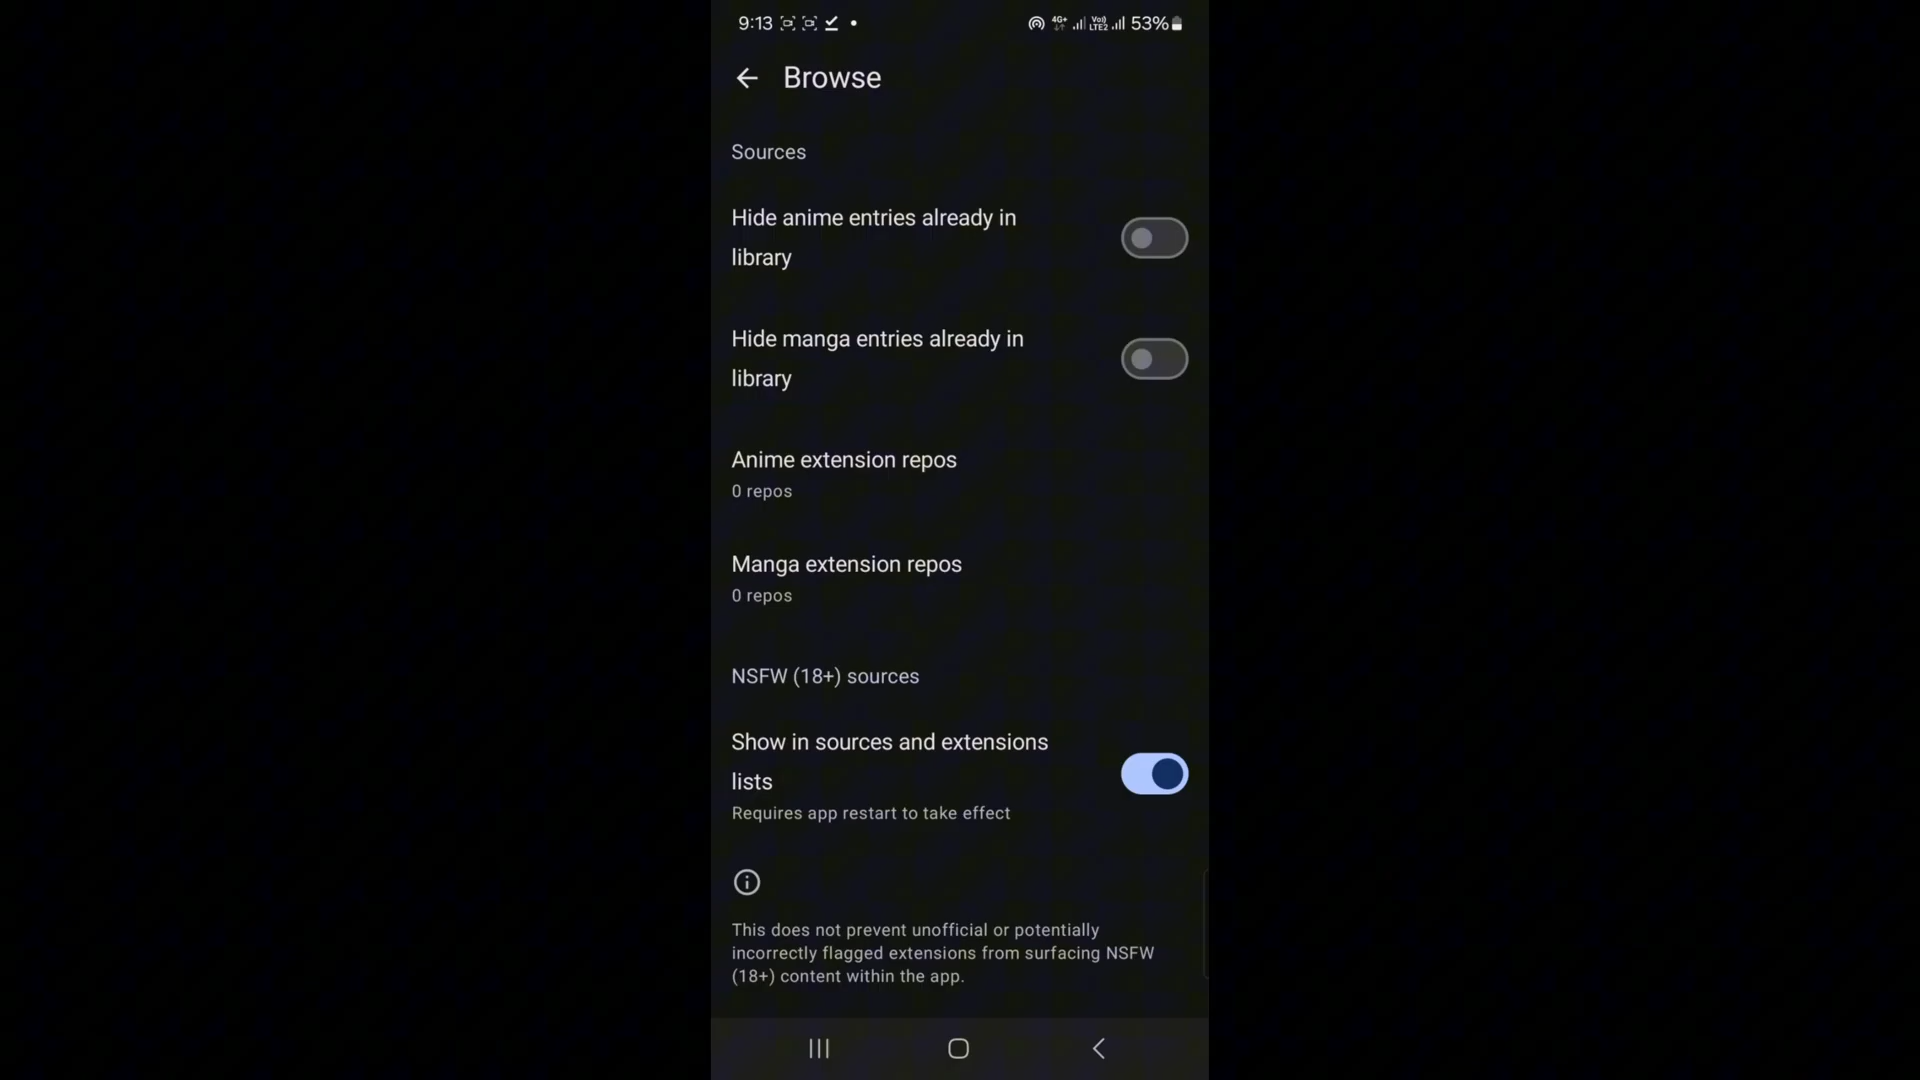 9:13
4G+ Vo) LTE2 53%
Browse
Sources
Hide anime entries already in
library
Hide manga entries already in
library
Anime extension repos
0 repos
Manga extension repos
0 repos
NSFW (18+) sources
Show in sources and extensions
lists
Requires app restart to take effect
This does not prevent unofficial or potentially
incorrectly flagged extensions from surfacing NSFW
(18+) content within the app.